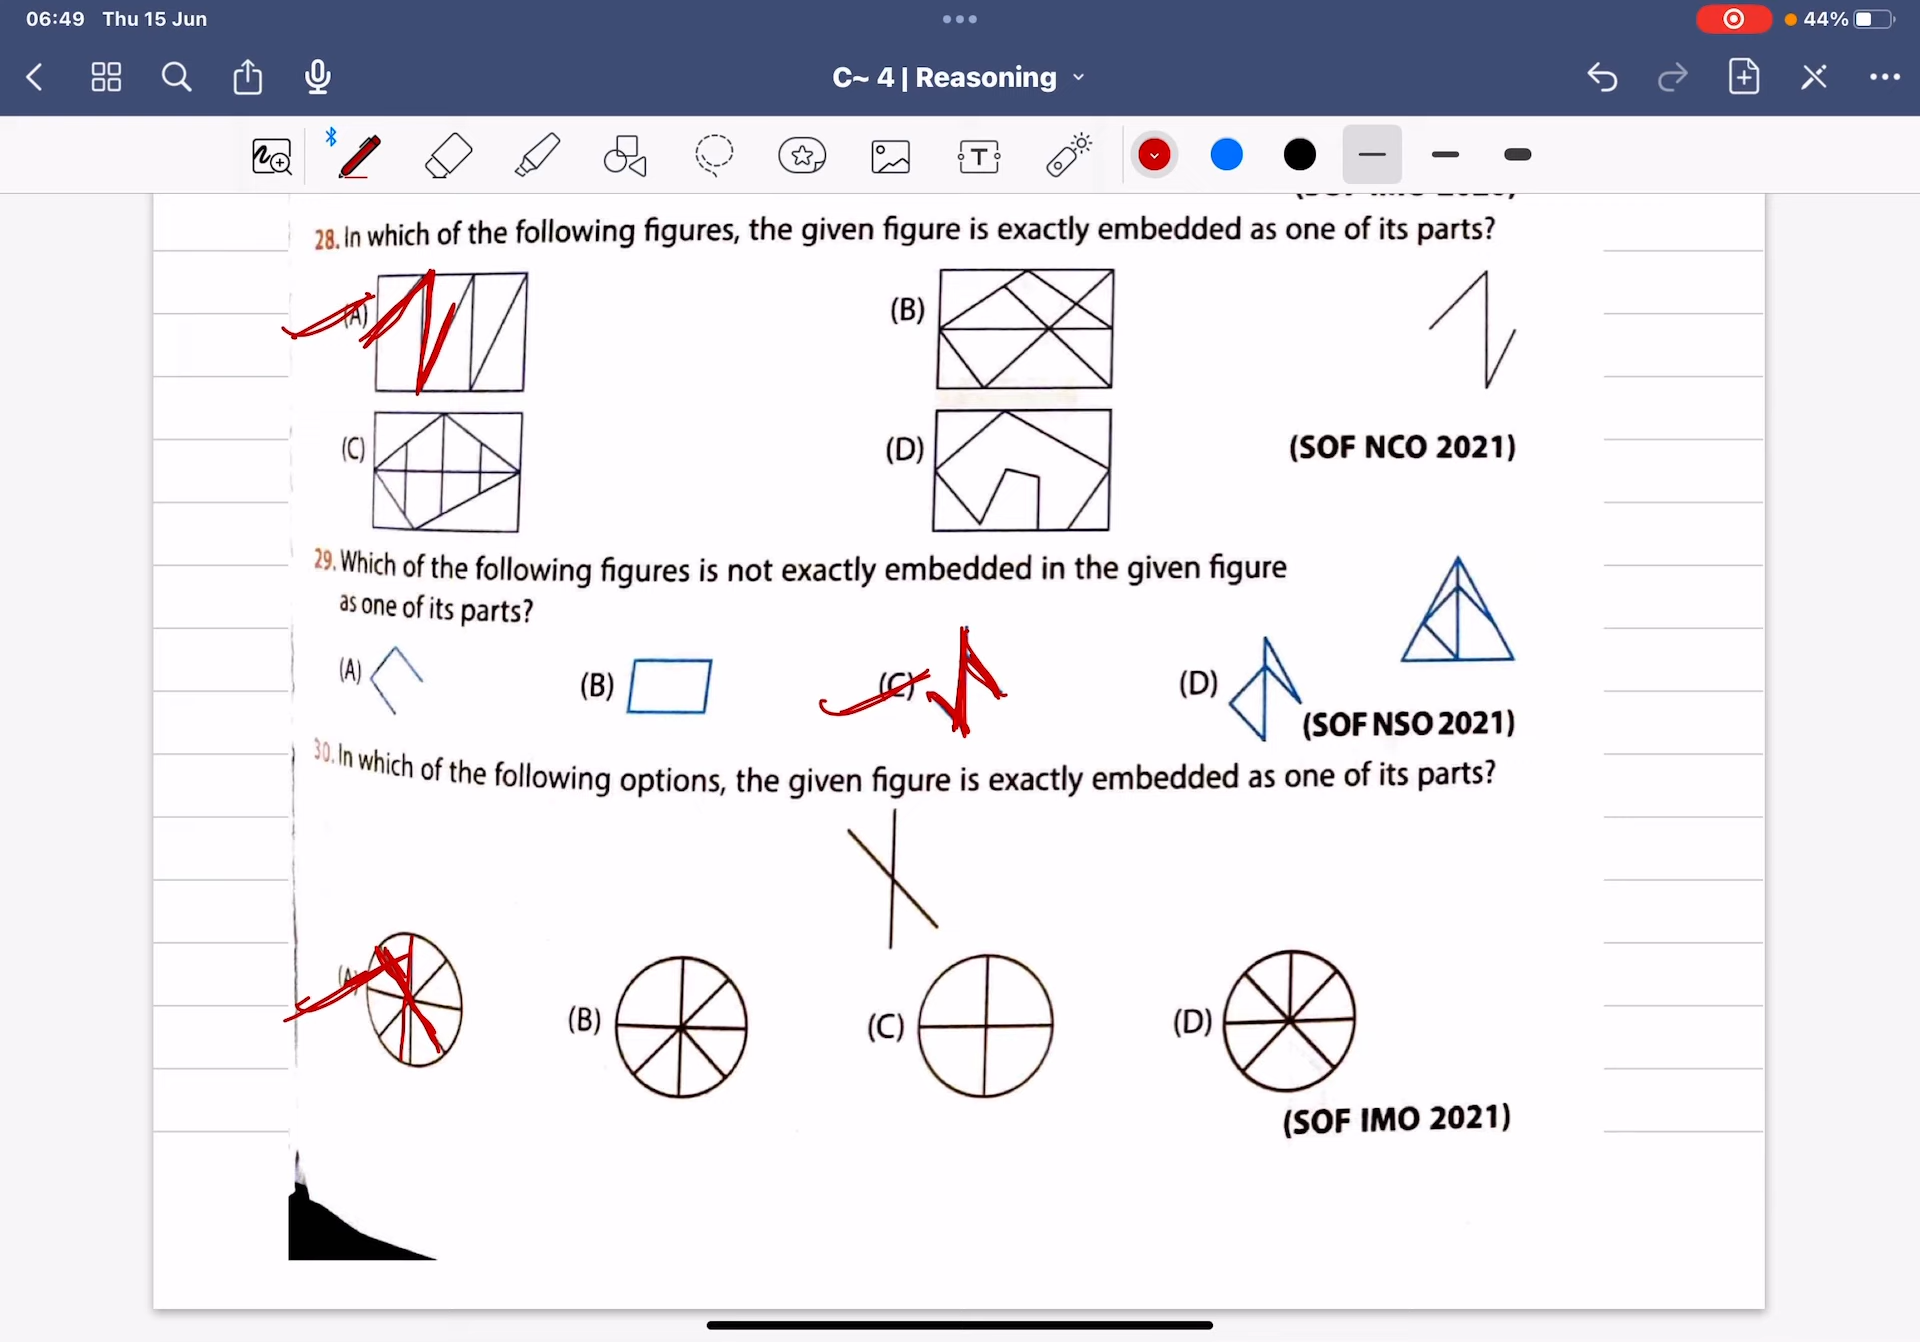 06:49 Thu 15 Jun
44%
C~ 4 | Reasoning
T
28. In which of the following figures, the given figure is exactly embedded as one of its parts?
(A)
(B)
(C)
(D)
(SOF NCO 2021)
29. Which of the following figures is not exactly embedded in the given figure
as one of its parts?
(A)
(B)
(C)
(D)
(SOF NSO 2021)
30. In which of the following options, the given figure is exactly embedded as one of its parts?
(A)
(B)
(C)
(D)
(SOF IMO 2021)